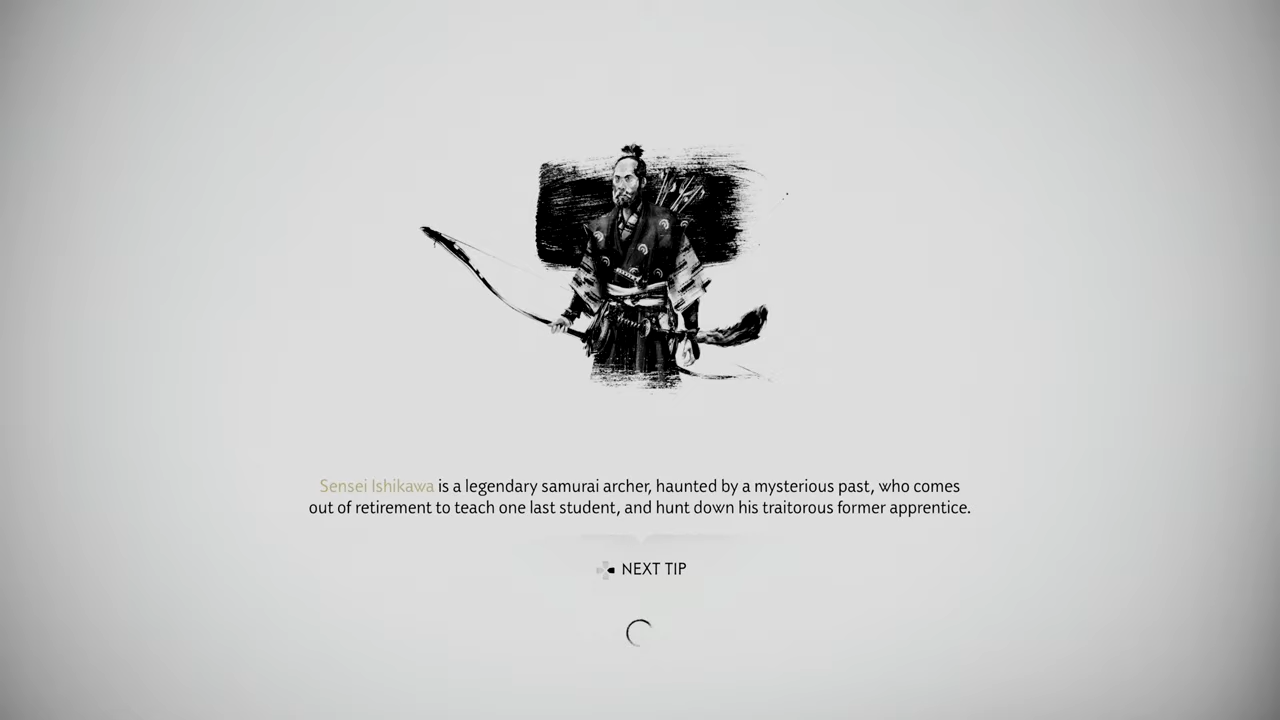 Sensei Ishikawa is a legendary samurai archer, haunted by a mysterious past, who comes
out of retirement to teach one last student, and hunt down his traitorous former apprentice.
NEXT TIP